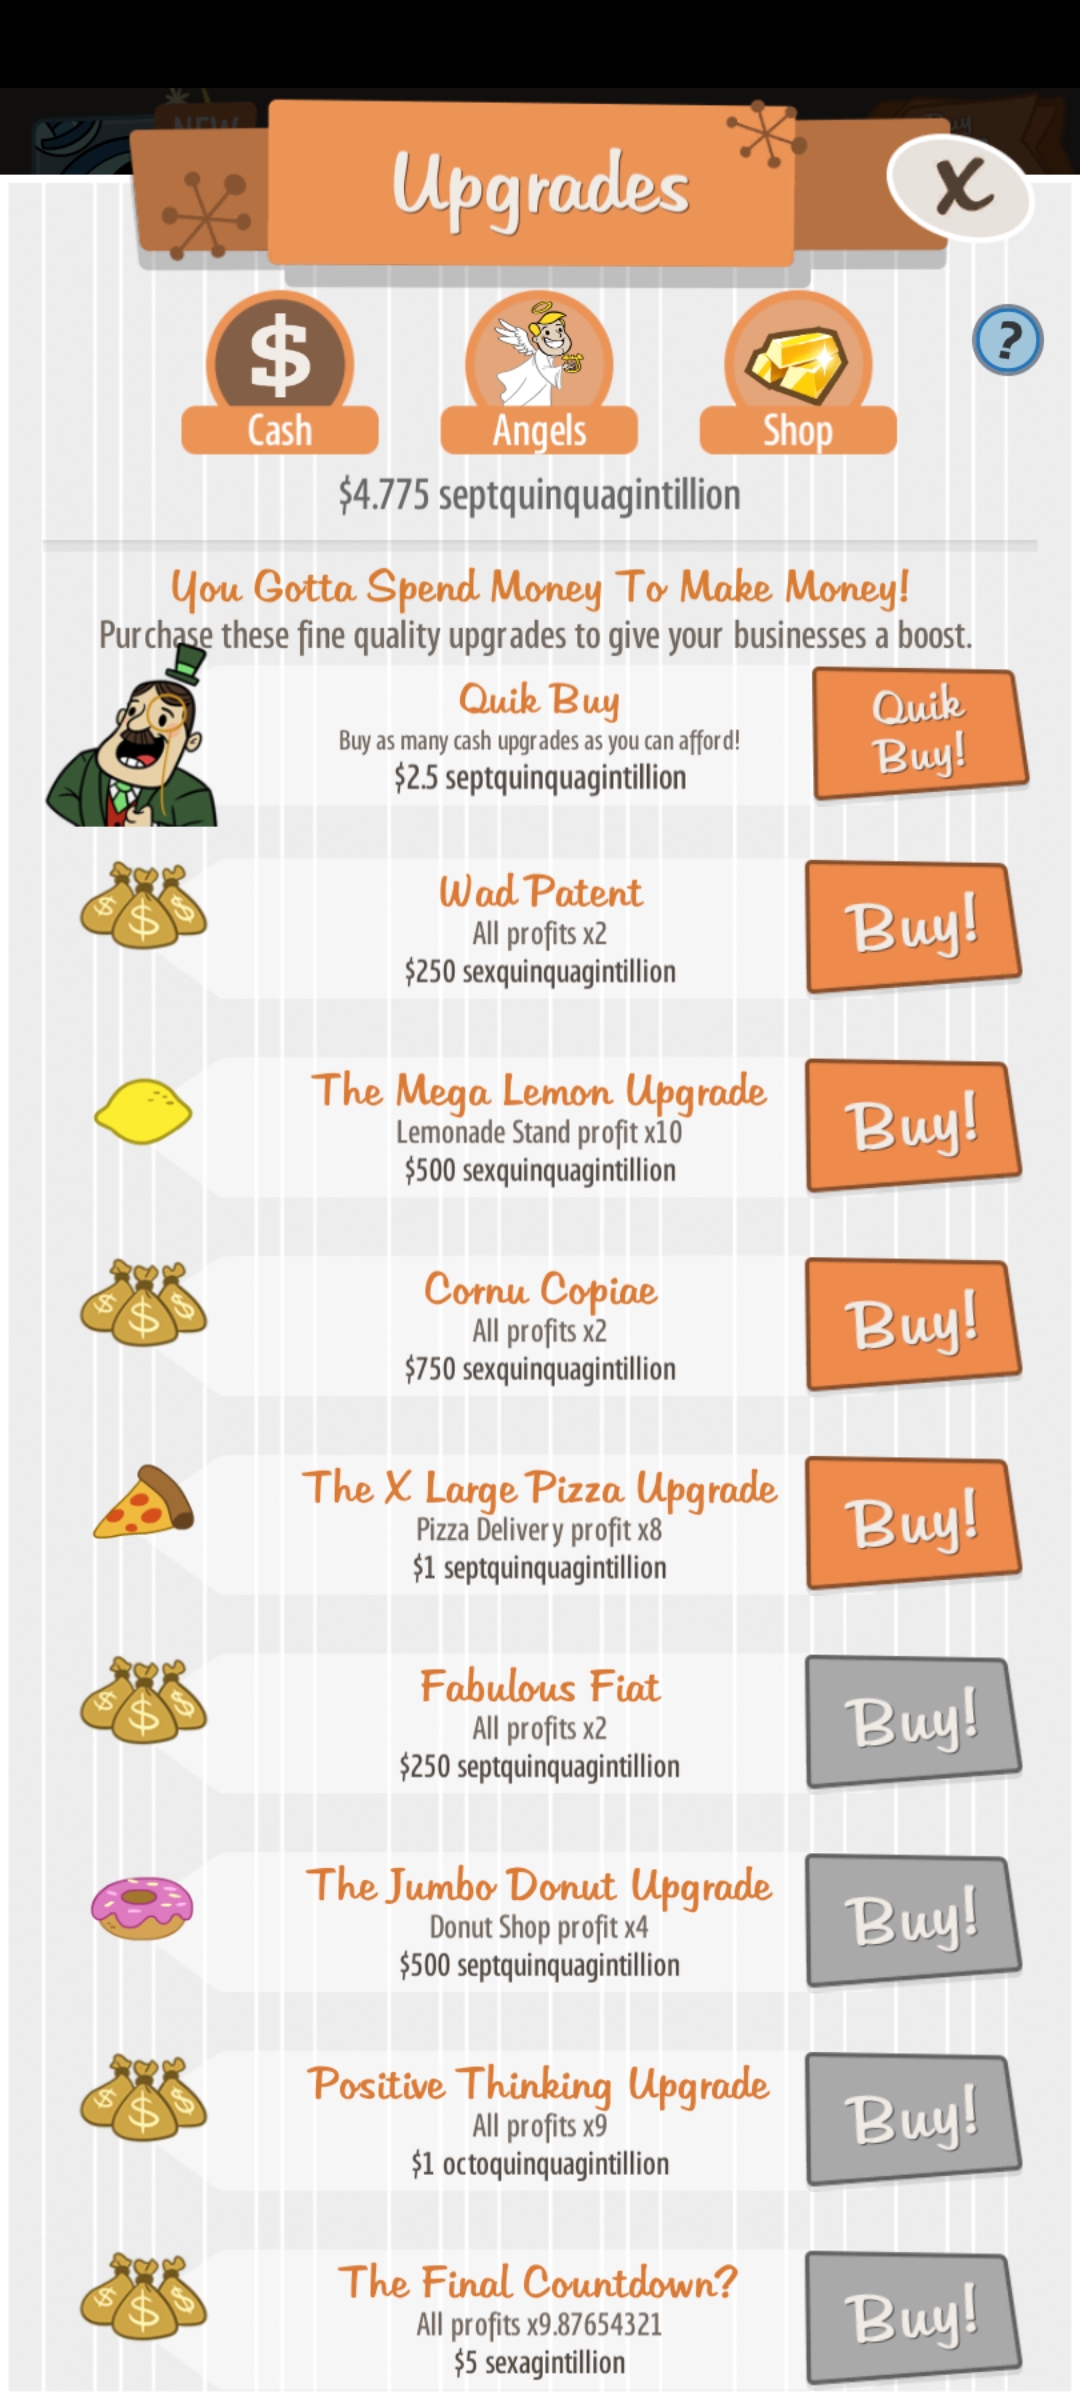 NEW
Buy
Upgrades
X
$
?
Cash
Angels
Shop
$4.775 septquinquagintillion
You Gotta Spend Money To Make Money!
Purchase these fine quality upgrades to give your businesses a boost.
Quik Buy
Buy as many cash upgrades as you can afford!
$2.5 septquinquagintillion
Quik
Buy!
Wad Patent
All profits x2
$250 sexquinquagintillion
Buy!
The Mega Lemon Upgrade
Lemonade Stand profit x10
$500 sexquinquagintillion
Buy!
Cornu Copiae
All profits x2
$750 sexquinquagintillion
Buy!
The X Large Pizza Upgrade
Pizza Delivery profit x8
$1 septquinquagintillion
Buy!
Fabulous Fiat
All profits x2
$250 septquinquagintillion
Buy!
The Jumbo Donut Upgrade
Donut Shop profit x4
$500 septquinquagintillion
Buy!
Positive Thinking Upgrade
All profits x9
$1 octoquinquagintillion
Buy!
The Final Countdown?
All profits x9.87654321
$5 sexagintillion
Buy!